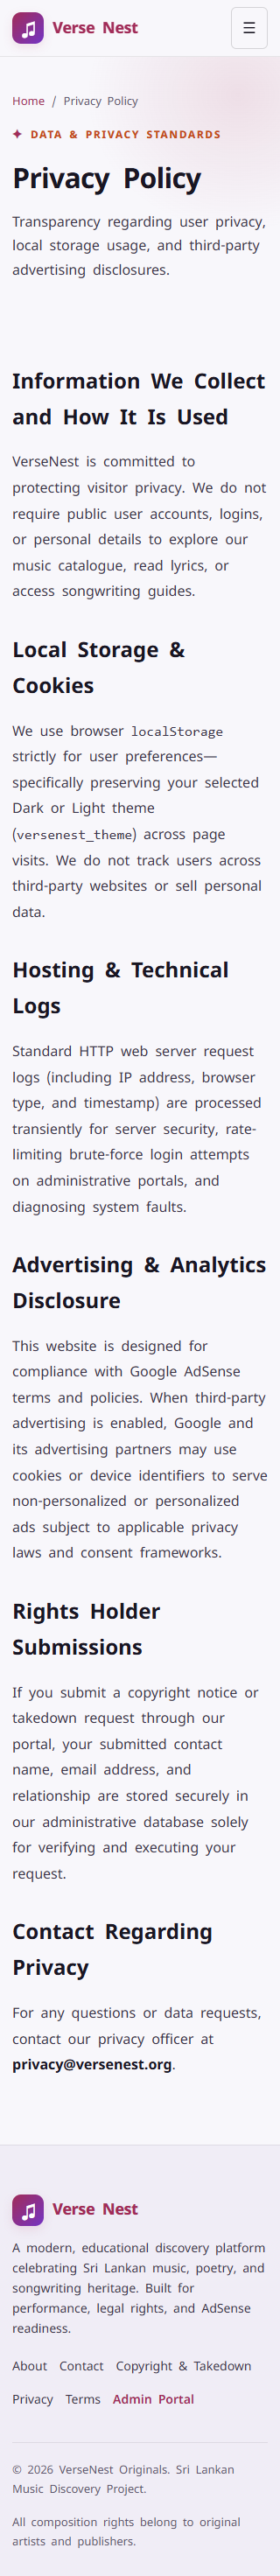 Verse Nest
☰
Home / Privacy Policy
✦ DATA & PRIVACY STANDARDS
Privacy Policy
Transparency regarding user privacy,
local storage usage, and third-party
advertising disclosures.
Information We Collect
and How It Is Used
VerseNest is committed to
protecting visitor privacy. We do not
require public user accounts, logins,
or personal details to explore our
music catalogue, read lyrics, or
access songwriting guides.
Local Storage &
Cookies
We use browser localStorage
strictly for user preferences—
specifically preserving your selected
Dark or Light theme
(versenest_theme) across page
visits. We do not track users across
third-party websites or sell personal
data.
Hosting & Technical
Logs
Standard HTTP web server request
logs (including IP address, browser
type, and timestamp) are processed
transiently for server security, rate-
limiting brute-force login attempts
on administrative portals, and
diagnosing system faults.
Advertising & Analytics
Disclosure
This website is designed for
compliance with Google AdSense
terms and policies. When third-party
advertising is enabled, Google and
its advertising partners may use
cookies or device identifiers to serve
non-personalized or personalized
ads subject to applicable privacy
laws and consent frameworks.
Rights Holder
Submissions
If you submit a copyright notice or
takedown request through our
portal, your submitted contact
name, email address, and
relationship are stored securely in
our administrative database solely
for verifying and executing your
request.
Contact Regarding
Privacy
For any questions or data requests,
contact our privacy officer at
privacy@versenest.org.
Verse Nest
A modern, educational discovery platform
celebrating Sri Lankan music, poetry, and
songwriting heritage. Built for
performance, legal rights, and AdSense
readiness.
About Contact Copyright & Takedown
Privacy Terms Admin Portal
© 2026 VerseNest Originals. Sri Lankan
Music Discovery Project.
All composition rights belong to original
artists and publishers.